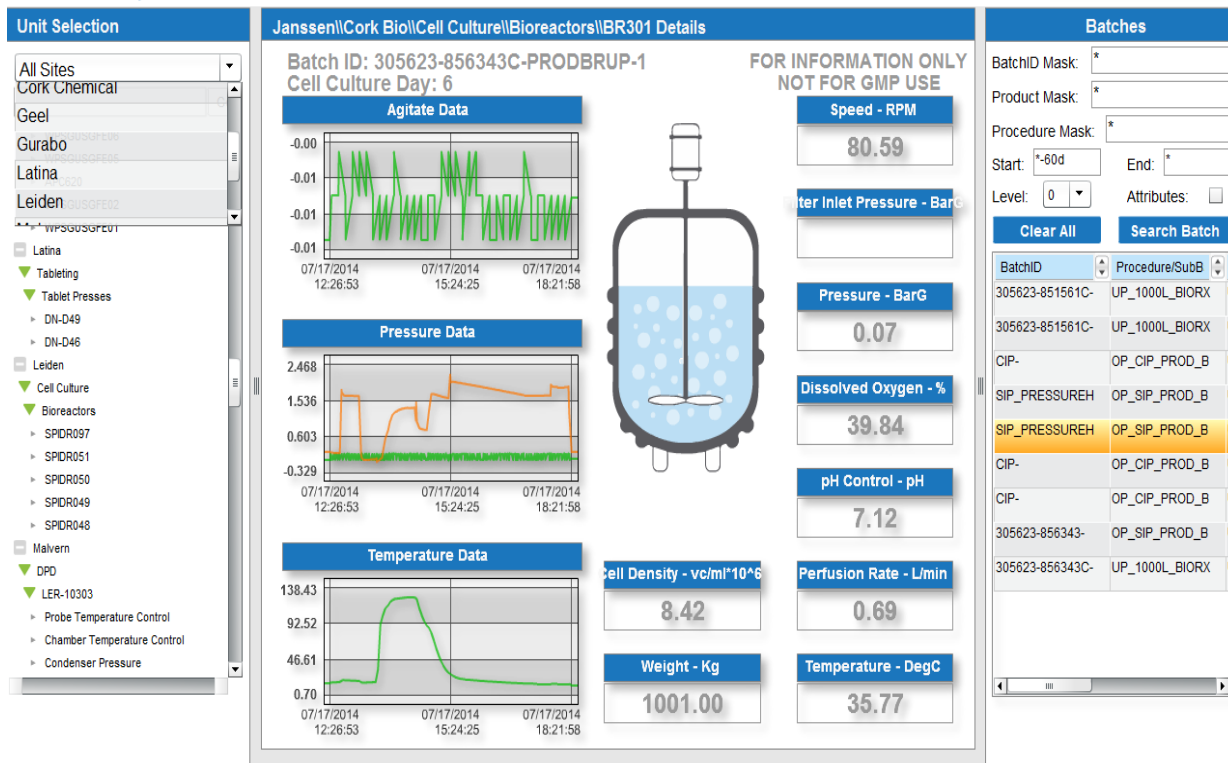 Unit Selection
All Sites
Cork Chemical
Geel
Gurabo
Latina
Leiden
WPSGUSGFE01
Latina
Tableting
Tablet Presses
DN-D49
DN-D46
Leiden
Cell Culture
Bioreactors
SPIDR097
SPIDR051
SPIDR050
SPIDR049
SPIDR048
Malvern
DPD
LER-10303
Probe Temperature Control
Chamber Temperature Control
Condenser Pressure
Janssen\\Cork Bio\\Cell Culture\\Bioreactors\\BR301 Details
Batch ID: 305623-856343C-PRODBRUP-1
Cell Culture Day: 6
FOR INFORMATION ONLY
NOT FOR GMP USE
Agitate Data
-0.00
-0.01
-0.01
-0.01
07/17/2014 07/17/2014 07/17/2014
12:26:53 15:24:25 18:21:58
Pressure Data
2.468
1.536
0.603
-0.329
07/17/2014 07/17/2014 07/17/2014
12:26:53 15:24:25 18:21:58
Temperature Data
138.43
92.52
46.61
0.70
07/17/2014 07/17/2014 07/17/2014
12:26:53 15:24:25 18:21:58
Speed - RPM
80.59
Inlet Pressure - BarG
Pressure - BarG
0.07
Dissolved Oxygen - %
39.84
pH Control - pH
7.12
Cell Density - vc/ml*10^6
8.42
Perfusion Rate - L/min
0.69
Weight - Kg
1001.00
Temperature - DegC
35.77
Batches
BatchID Mask: *
Product Mask: *
Procedure Mask: *
Start: *-60d End: *
Level: 0 Attributes:
Clear All Search Batch
BatchID Procedure/SubB
305623-851561C- UP_1000L_BIORX
305623-851561C- UP_1000L_BIORX
CIP- OP_CIP_PROD_B
SIP_PRESSUREH OP_SIP_PROD_B
SIP_PRESSUREH OP_SIP_PROD_B
CIP- OP_CIP_PROD_B
CIP- OP_CIP_PROD_B
305623-856343- OP_SIP_PROD_B
305623-856343C- UP_1000L_BIORX